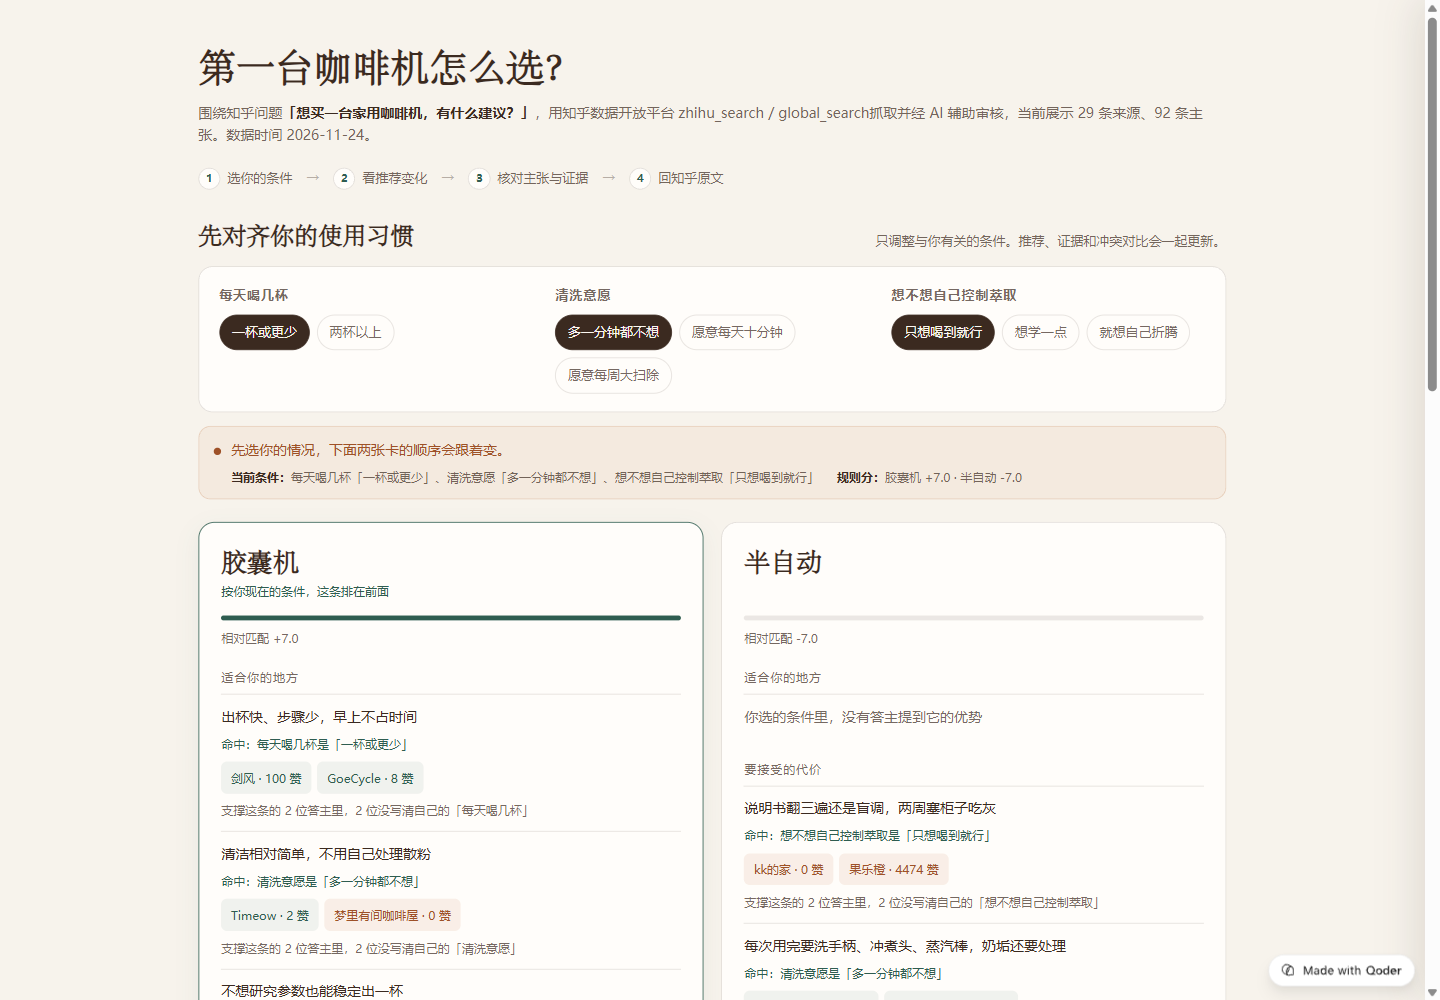 第一台咖啡机怎么选?
围绕知乎问题「想买一台家用咖啡机，有什么建议？」，用知乎数据开放平台 zhihu_search / global_search抓取并经 AI 辅助审核，当前展示 29 条来源、92 条主
张。数据时间 2026-11-24。
1 选你的条件 → 2 看推荐变化 → 3 核对主张与证据 → 4 回知乎原文
先对齐你的使用习惯
只调整与你有关的条件。推荐、证据和冲突对比会一起更新。
每天喝几杯
一杯或更少 两杯以上
清洗意愿
多一分钟都不想 愿意每天十分钟
愿意每周大扫除
想不想自己控制萃取
只想喝到就行 想学一点 就想自己折腾
先选你的情况，下面两张卡的顺序会跟着变。
当前条件：每天喝几杯「一杯或更少」、清洗意愿「多一分钟都不想」、想不想自己控制萃取「只想喝到就行」 规则分：胶囊机 +7.0 · 半自动 -7.0
胶囊机
按你现在的条件，这条排在前面
相对匹配 +7.0
适合你的地方
出杯快、步骤少，早上不占时间
命中：每天喝几杯是「一杯或更少」
剑风 · 100 赞 GoeCycle · 8 赞
支撑这条的 2 位答主里，2 位没写清自己的「每天喝几杯」
清洁相对简单，不用自己处理散粉
命中：清洗意愿是「多一分钟都不想」
Timeow · 2 赞 梦里有间咖啡屋 · 0 赞
支撑这条的 2 位答主里，2 位没写清自己的「清洗意愿」
不想研究参数也能稳定出一杯
半自动
相对匹配 -7.0
适合你的地方
你选的条件里，没有答主提到它的优势
要接受的代价
说明书翻三遍还是盲调，两周塞柜子吃灰
命中：想不想自己控制萃取是「只想喝到就行」
kk的家 · 0 赞 果乐橙 · 4474 赞
支撑这条的 2 位答主里，2 位没写清自己的「想不想自己控制萃取」
每次用完要洗手柄、冲煮头、蒸汽棒，奶垢还要处理
命中：清洗意愿是「多一分钟都不想」
Made with Qoder